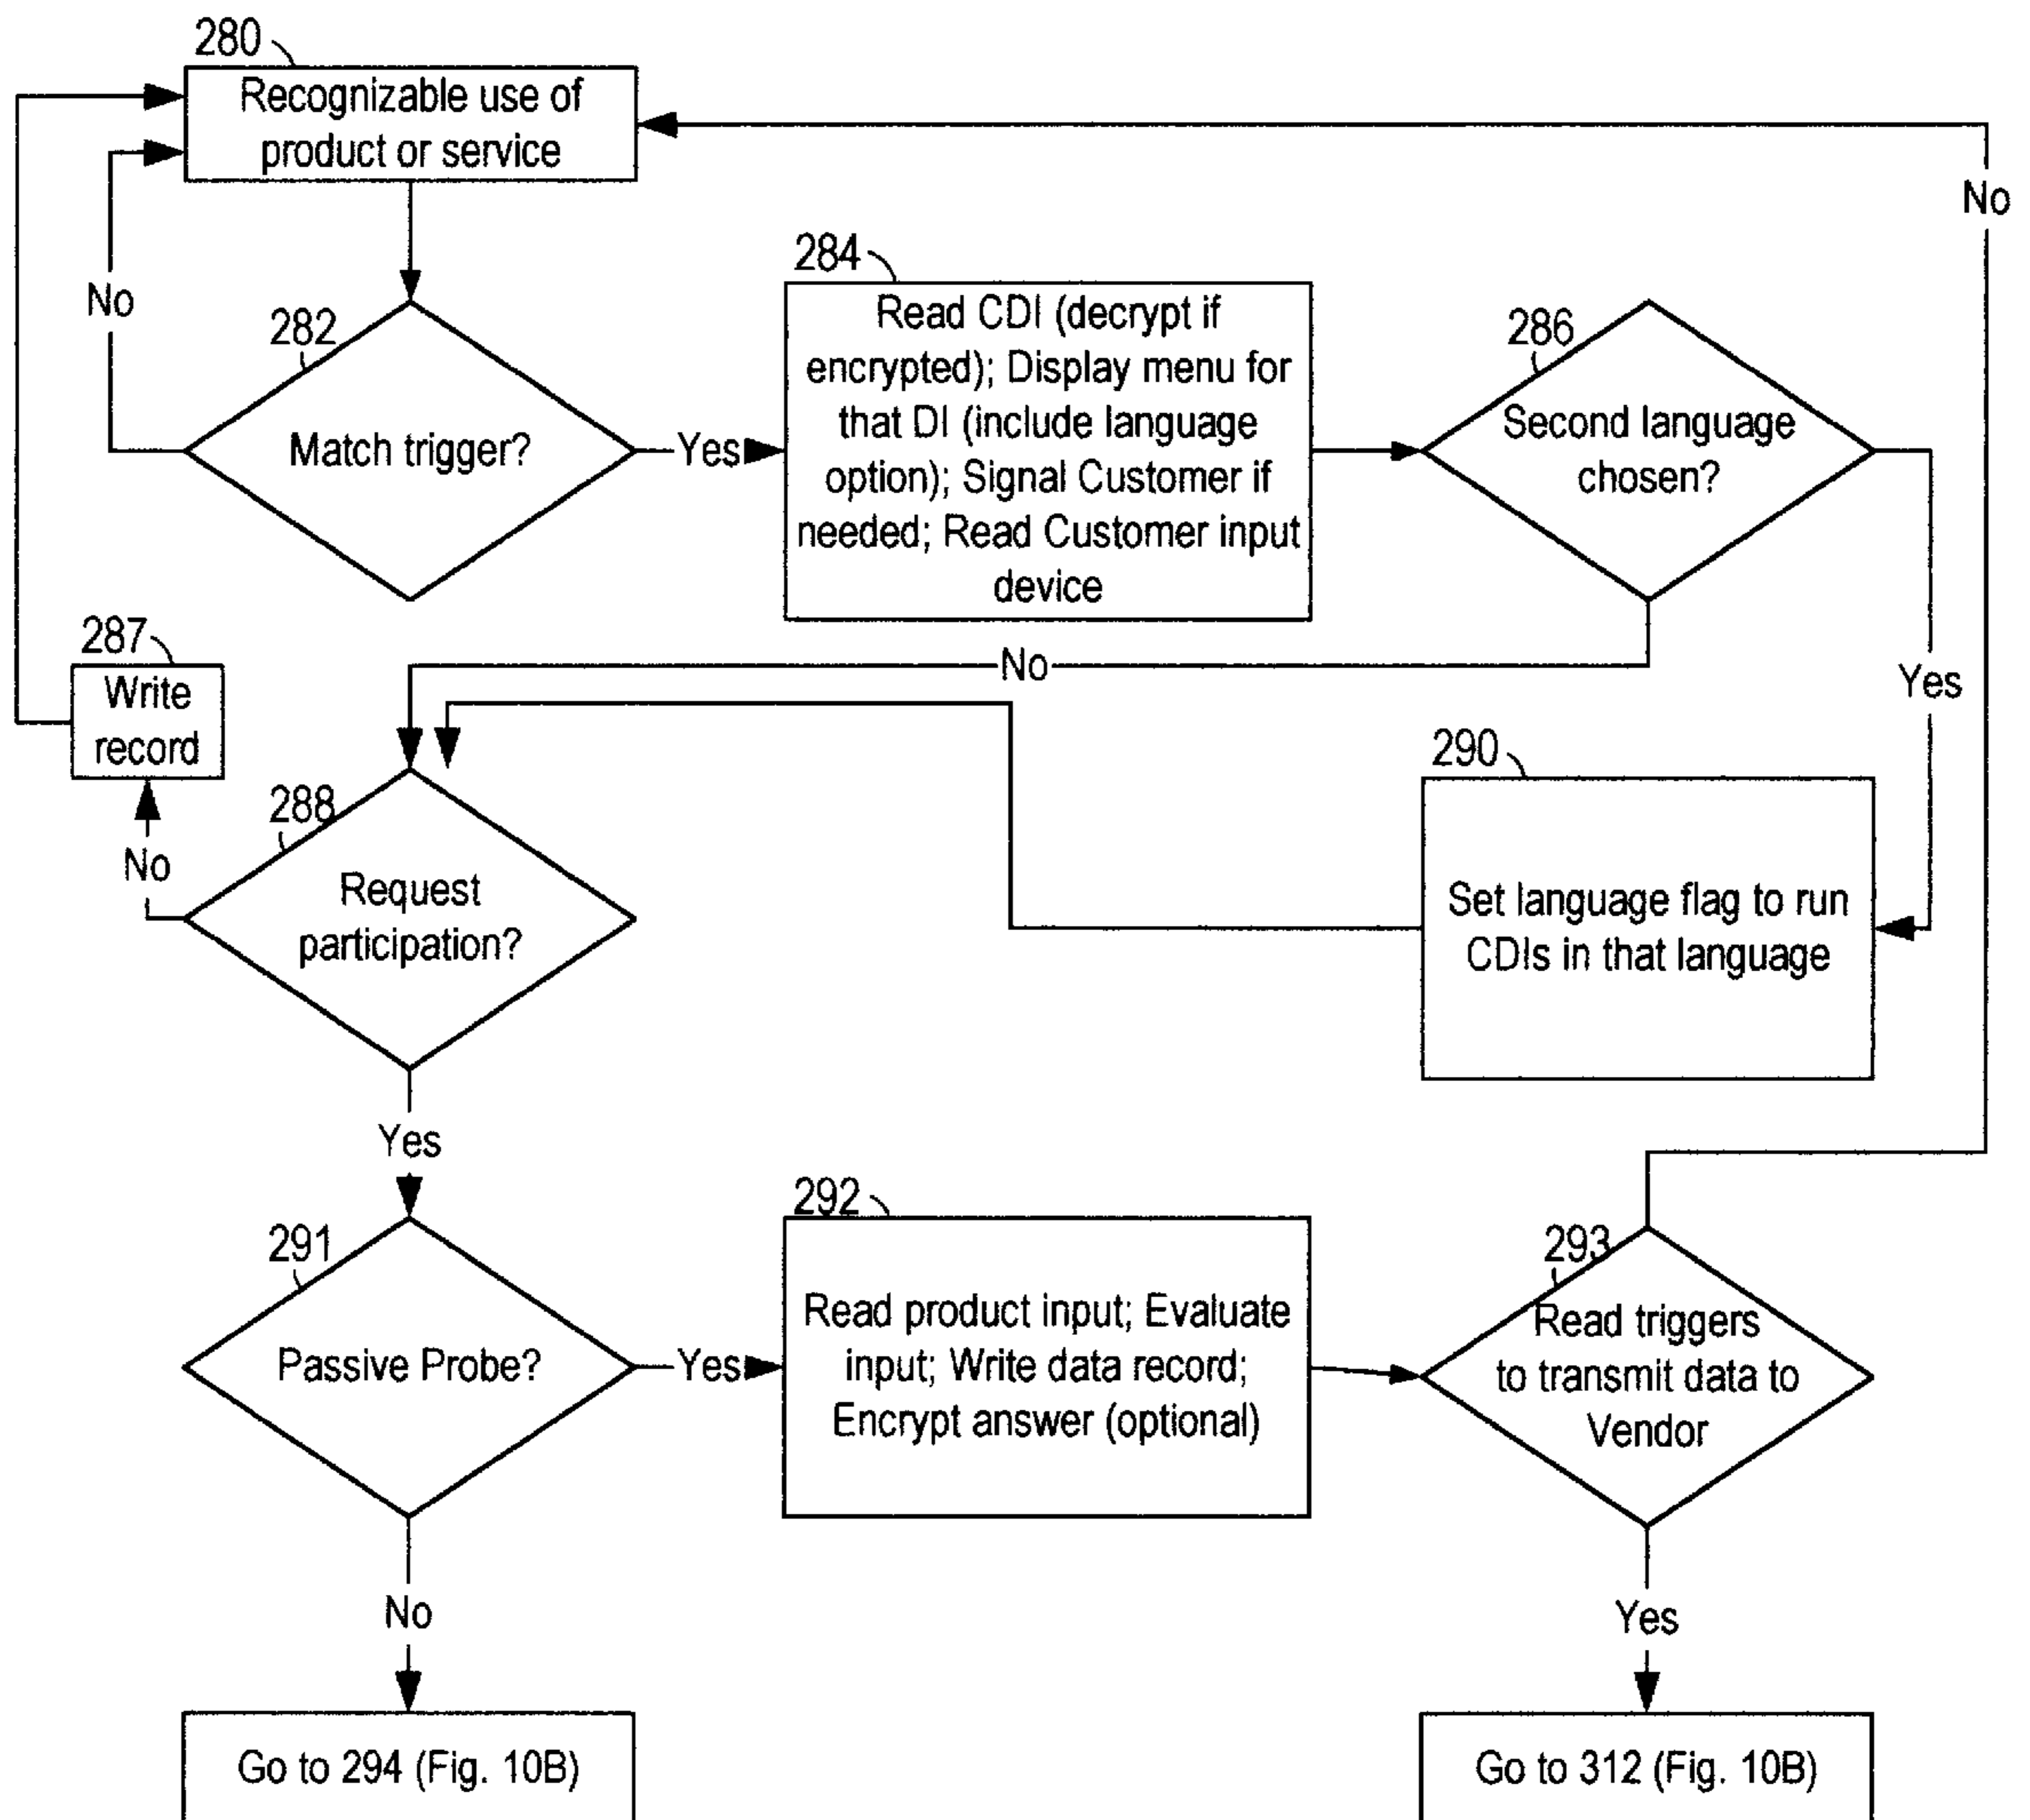 280
Recognizable use of
product or service
No
No
284
282
286
Read CDI (decrypt if
encrypted); Display menu for
that DI (include language
option); Signal Customer if
needed; Read Customer input
device
Match trigger?
Yes
Second language
chosen?
287
Write
record
No
Yes
290
288
No
Request
participation?
Set language flag to run
CDIs in that language
Yes
292
291
293
Passive Probe?
Yes
Read product input; Evaluate
input; Write data record;
Encrypt answer (optional)
Read triggers
to transmit data to
Vendor
No
Yes
Go to 294 (Fig. 10B)
Go to 312 (Fig. 10B)